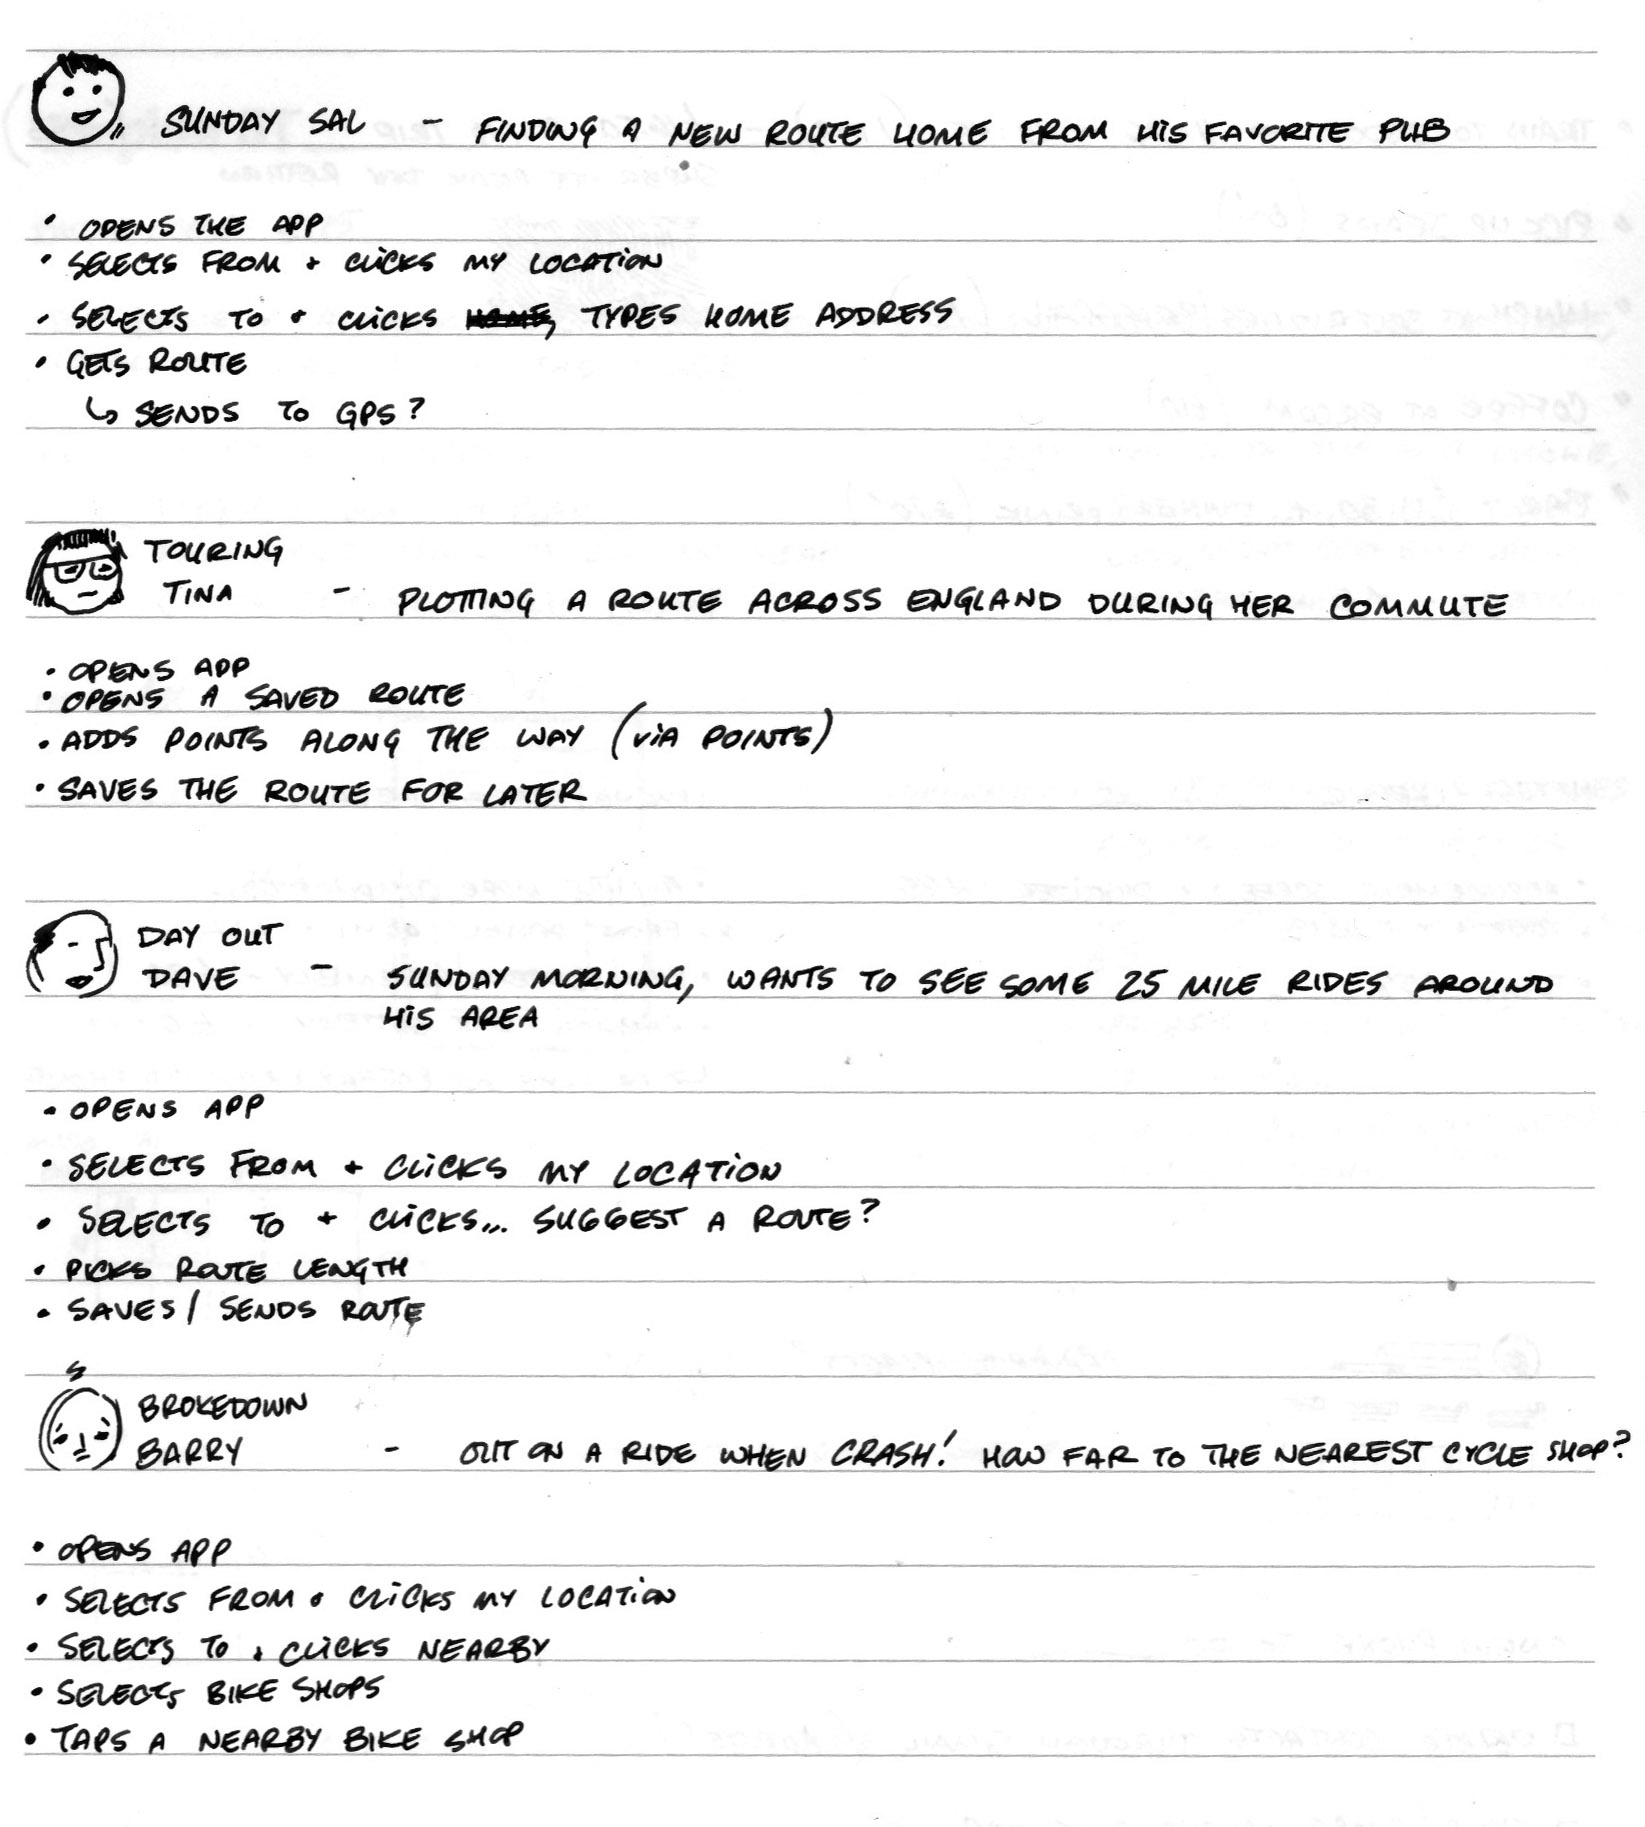 SUNDAY SAL - FINDING A NEW ROUTE HOME FROM HIS FAVORITE PUB
• OPENS THE APP
• SELECTS FROM + CLICKS MY LOCATION
• SELECTS TO + CLICKS HOME, TYPES HOME ADDRESS
• GETS ROUTE
↳ SENDS TO GPS?
TOURING
TINA - PLOTTING A ROUTE ACROSS ENGLAND DURING HER COMMUTE
• OPENS APP
• OPENS A SAVED ROUTE
• ADDS POINTS ALONG THE WAY (VIA POINTS)
• SAVES THE ROUTE FOR LATER
DAY OUT
DAVE - SUNDAY MORNING, WANTS TO SEE SOME 25 MILE RIDES AROUND
HIS AREA
• OPENS APP
• SELECTS FROM + CLICKS MY LOCATION
• SELECTS TO + CLICKS... SUGGEST A ROUTE?
• PICKS ROUTE LENGTH
• SAVES / SENDS ROUTE
BROKEDOWN
BARRY - OUT ON A RIDE WHEN CRASH! HOW FAR TO THE NEAREST CYCLE SHOP?
• OPENS APP
• SELECTS FROM + CLICKS MY LOCATION
• SELECTS TO + CLICKS NEARBY
• SELECTS BIKE SHOPS
• TAPS A NEARBY BIKE SHOP